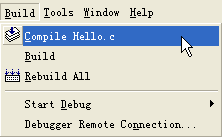 Build Tools Window Help
Compile Hello.c
Build
Rebuild All
Start Debug
Debugger Remote Connection...